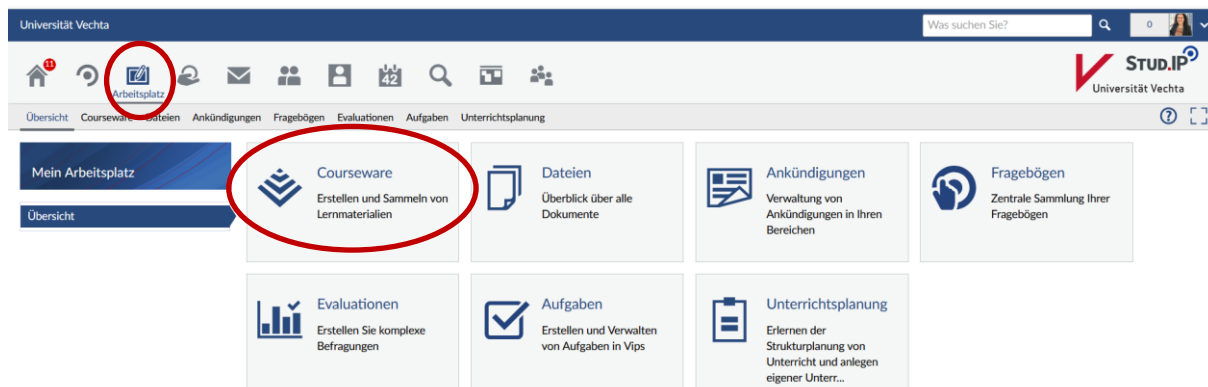 Universität Vechta
Was suchen Sie?
0
11
Arbeitsplatz
42
STUD.IP
Universität Vechta
Übersicht Courseware Dateien Ankündigungen Fragebögen Evaluationen Aufgaben Unterrichtsplanung
?
Mein Arbeitsplatz
Übersicht
Courseware
Erstellen und Sammeln von
Lernmaterialien
Dateien
Überblick über alle
Dokumente
Ankündigungen
Verwaltung von
Ankündigungen in Ihren
Bereichen
Fragebögen
Zentrale Sammlung Ihrer
Fragebögen
Evaluationen
Erstellen Sie komplexe
Befragungen
Aufgaben
Erstellen und Verwalten
von Aufgaben in Vips
Unterrichtsplanung
Erlernen der
Strukturplanung von
Unterricht und anlegen
eigener Unterr...